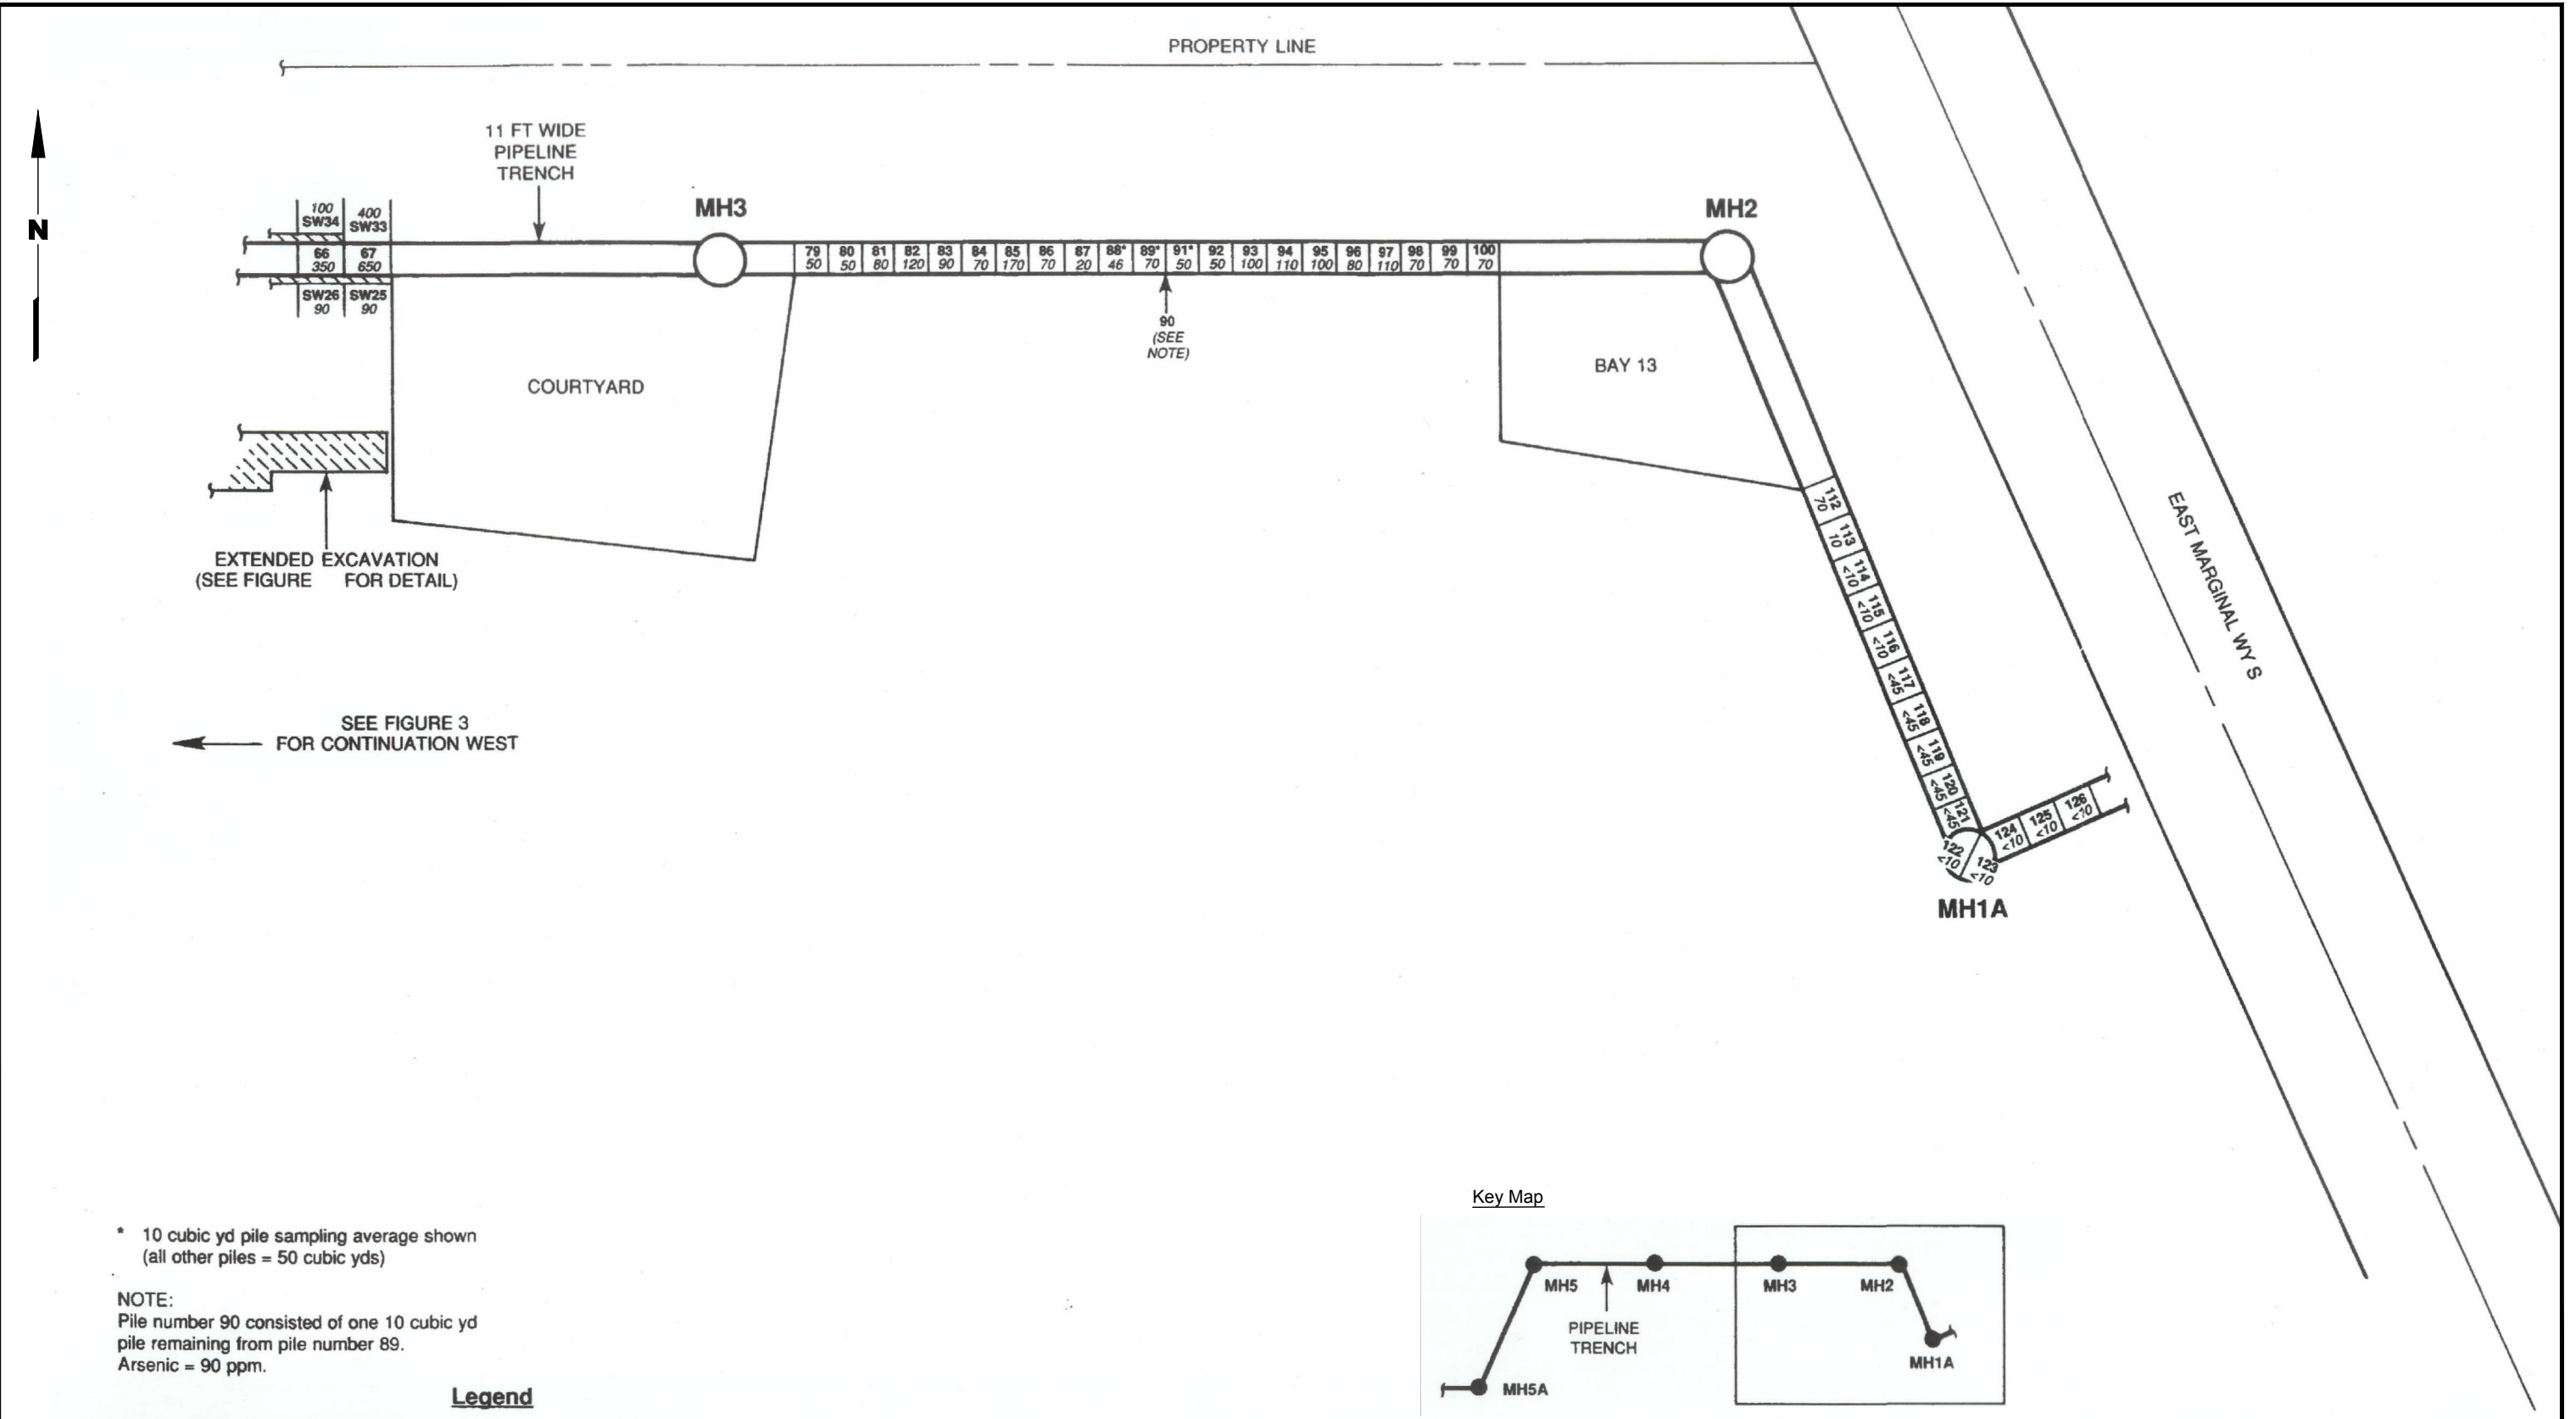 PROPERTY LINE
11 FT WIDE
PIPELINE
TRENCH
N
100
SW34
400
SW33
66
350
67
650
SW26
90
SW25
90
MH3
MH2
79 80 81 82 83 84 85 86 87 88* 89* 91* 92 93 94 95 96 97 98 99 100
50 50 80 120 90 70 170 70 20 46 70 50 50 100 110 100 80 110 70 70 70
90
(SEE
NOTE)
COURTYARD
BAY 13
EXTENDED EXCAVATION
(SEE FIGURE FOR DETAIL)
SEE FIGURE 3
FOR CONTINUATION WEST
112
70
113
10
114
<10
115
<10
116
<10
117
<45
118
<45
119
<45
120
<45
121
<45
122
<10
123
<10
124
<10
125
<10
126
<10
MH1A
EAST MARGINAL WY S
* 10 cubic yd pile sampling average shown
(all other piles = 50 cubic yds)
NOTE:
Pile number 90 consisted of one 10 cubic yd
pile remaining from pile number 89.
Arsenic = 90 ppm.
Legend
Key Map
MH5
MH4
MH3
MH2
PIPELINE
TRENCH
MH1A
MH5A